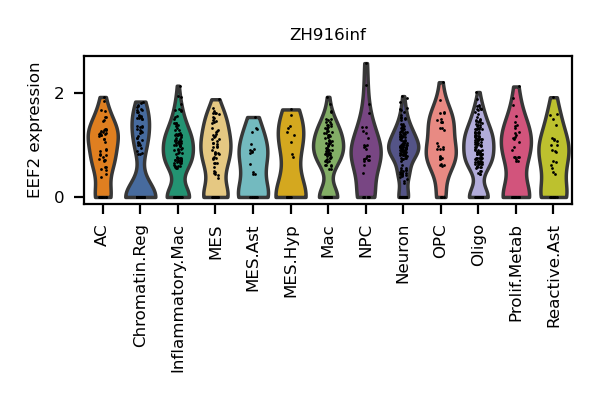 ZH916inf
EEF2 expression
2
0
AC
Chromatin.Reg
Inflammatory.Mac
MES
MES.Ast
MES.Hyp
Mac
NPC
Neuron
OPC
Oligo
Prolif.Metab
Reactive.Ast